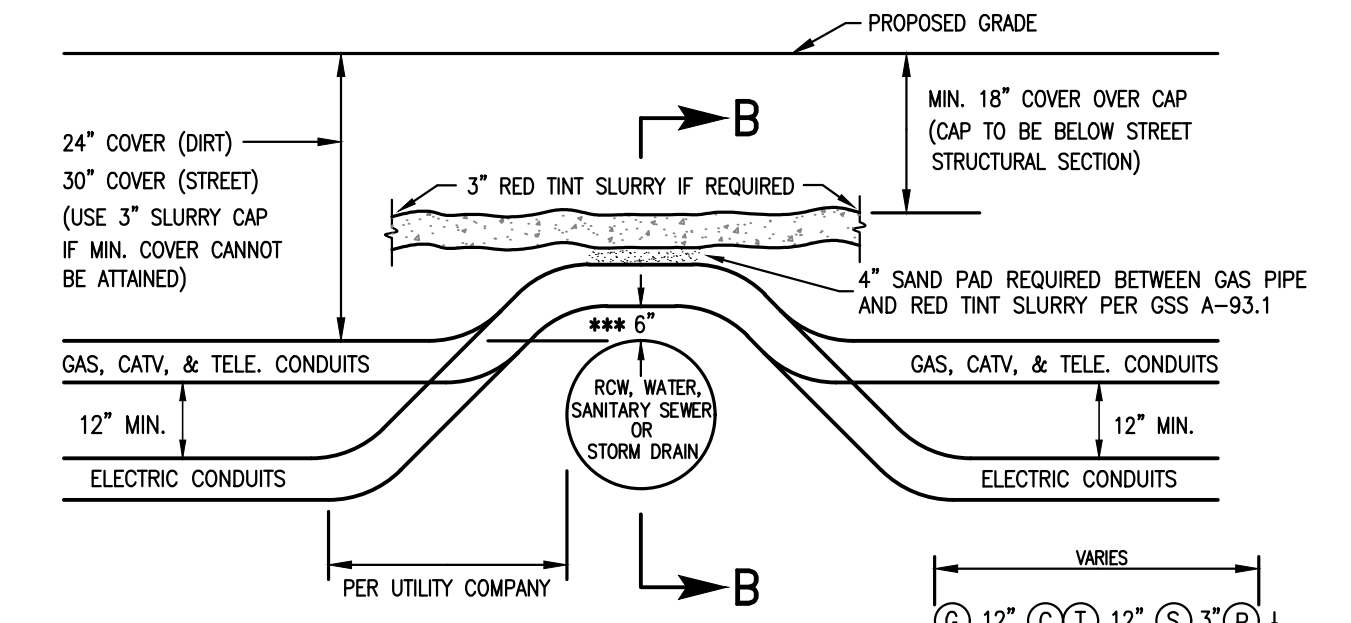 PROPOSED GRADE
MIN. 18" COVER OVER CAP
(CAP TO BE BELOW STREET
STRUCTURAL SECTION)
B
24" COVER (DIRT)
30" COVER (STREET)
(USE 3" SLURRY CAP
IF MIN. COVER CANNOT
BE ATTAINED)
3" RED TINT SLURRY IF REQUIRED
4" SAND PAD REQUIRED BETWEEN GAS PIPE
AND RED TINT SLURRY PER GSS A-93.1
*** 6"
GAS, CATV, & TELE. CONDUITS
GAS, CATV, & TELE. CONDUITS
RCW, WATER,
SANITARY SEWER
OR
STORM DRAIN
12" MIN.
12" MIN.
ELECTRIC CONDUITS
ELECTRIC CONDUITS
PER UTILITY COMPANY
B
VARIES
G 12" C T 12" S 3"